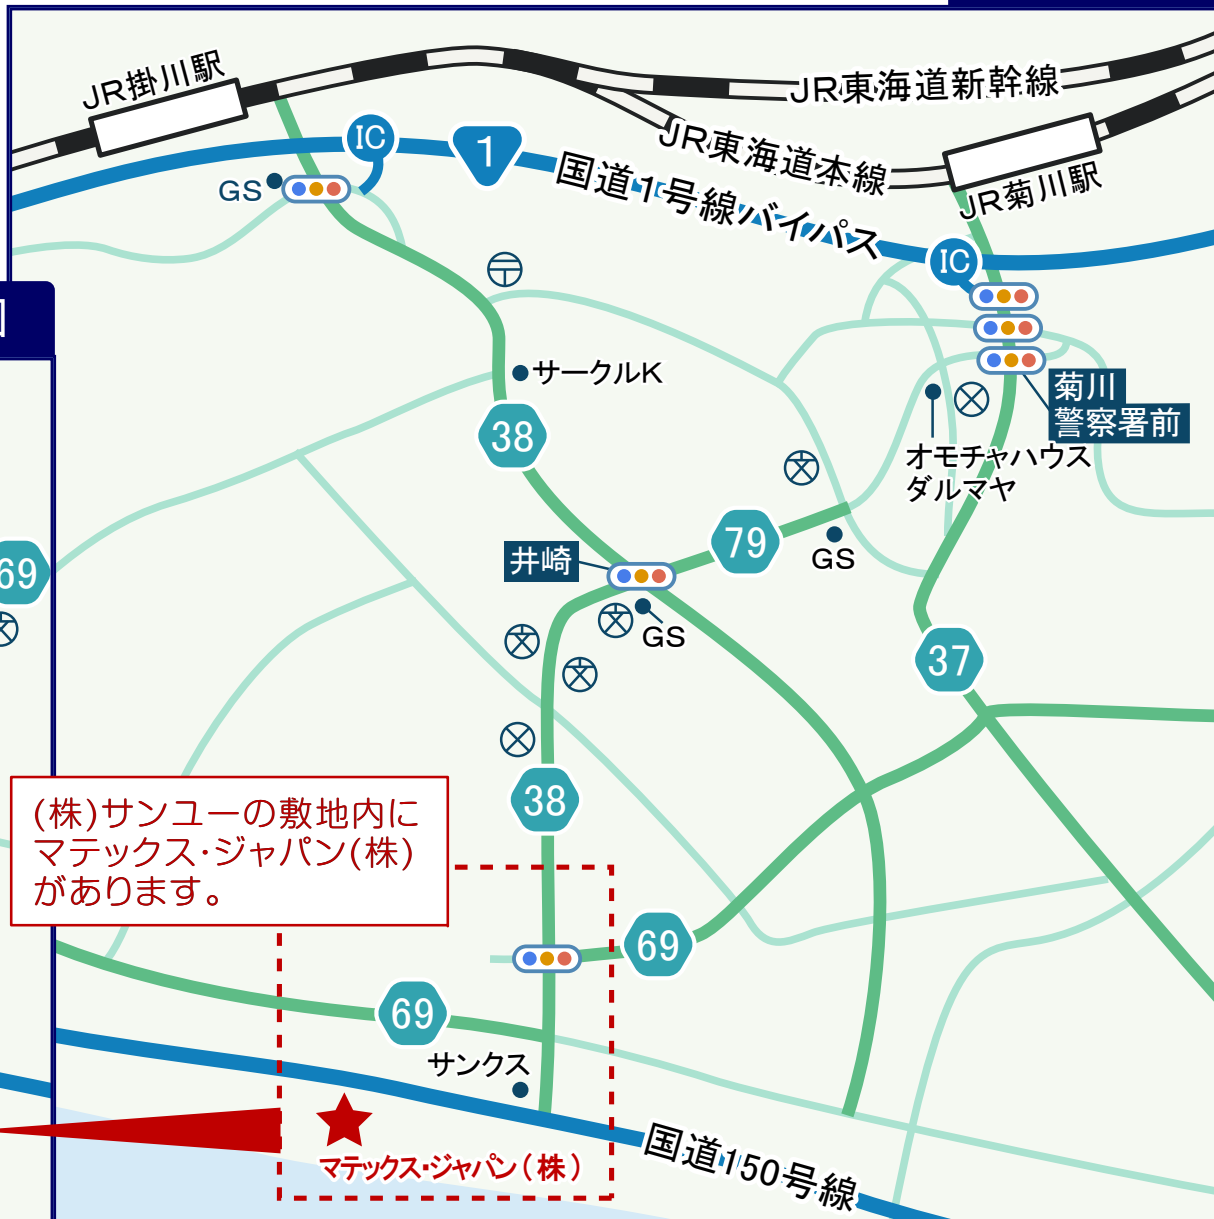 JR掛川駅
JR東海道新幹線
IC
1
JR東海道本線
国道1号線バイパス
JR菊川駅
GS
IC
サークルK
菊川
警察署前
38
オモチャハウス
ダルマヤ
79
井崎
GS
69
GS
37
38
(株)サンユーの敷地内に
マテックス・ジャパン(株)
があります。
69
69
サンクス
マテックス・ジャパン(株)
国道150号線